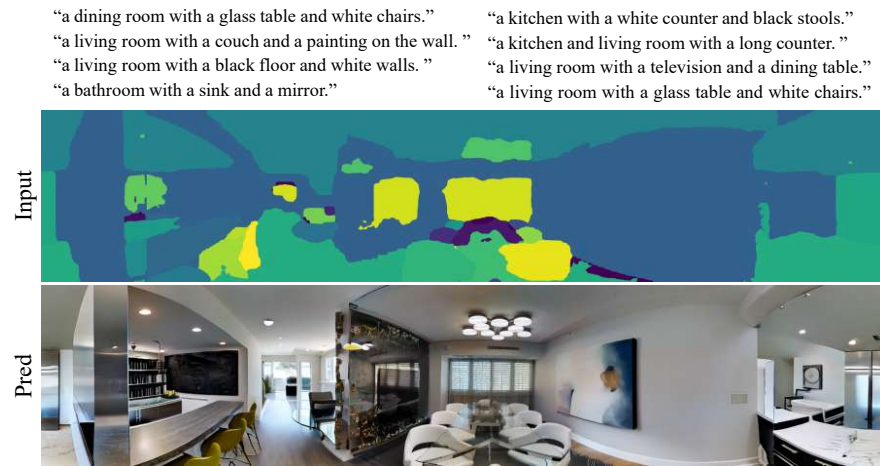 “a dining room with a glass table and white chairs.”
“a living room with a couch and a painting on the wall. ”
“a living room with a black floor and white walls. ”
“a bathroom with a sink and a mirror.”
“a kitchen with a white counter and black stools.”
“a kitchen and living room with a long counter. ”
“a living room with a television and a dining table.”
“a living room with a glass table and white chairs.”
Input
Pred